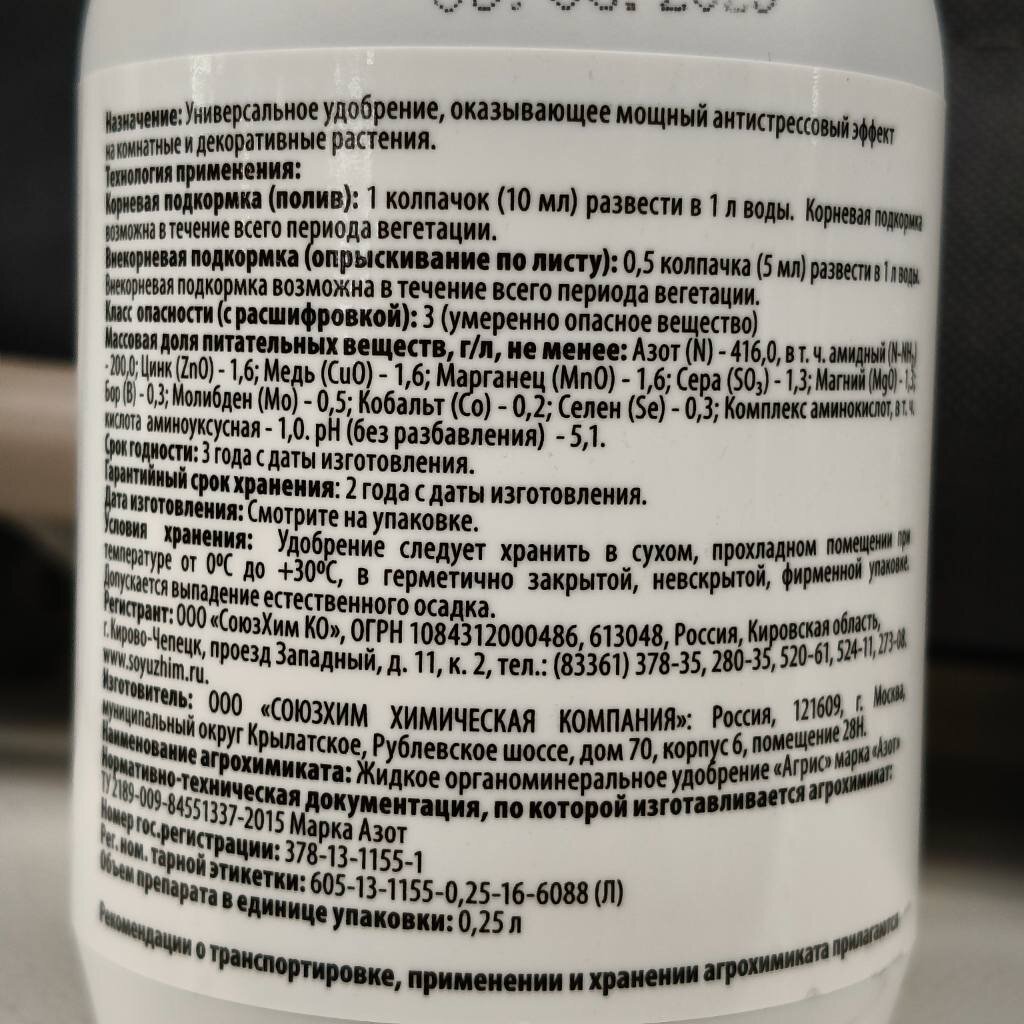 Назначение: Универсальное удобрение, оказывающее мощный антистрессовый эффект
на комнатные и декоративные растения.
Технология применения:
Корневая подкормка (полив): 1 колпачок (10 мл) развести в 1 л воды. Корневая подкормка
возможна в течение всего периода вегетации.
Внекорневая подкормка (опрыскивание по листу): 0,5 колпачка (5 мл) развести в 1 л воды.
Внекорневая подкормка возможна в течение всего периода вегетации.
Класс опасности (с расшифровкой): 3 (умеренно опасное вещество)
Массовая доля питательных веществ, г/л, не менее: Азот (N) - 416,0, в т. ч. амидный (N-NH₂)
- 200,0; Цинк (ZnO) - 1,6; Медь (CuO) - 1,6; Марганец (MnO) - 1,6; Сера (SO₃) - 1,3; Магний (MgO) - 1,3;
Бор (B) - 0,3; Молибден (Mo) - 0,5; Кобальт (Co) - 0,2; Селен (Se) - 0,3; Комплекс аминокислот, в т. ч.
кислота аминоуксусная - 1,0. pH (без разбавления) - 5,1.
Срок годности: 3 года с даты изготовления.
Гарантийный срок хранения: 2 года с даты изготовления.
Дата изготовления: Смотрите на упаковке.
Условия хранения: Удобрение следует хранить в сухом, прохладном помещении при
температуре от 0ºС до +30ºС, в герметично закрытой, невскрытой, фирменной упаковке.
Допускается выпадение естественного осадка.
Регистрант: ООО «СоюзХим КО», ОГРН 1084312000486, 613048, Россия, Кировская область,
г. Кирово-Чепецк, проезд Западный, д. 11, к. 2, тел.: (83361) 378-35, 280-35, 520-61, 524-11, 273-08.
www.soyuzhim.ru.
Изготовитель: ООО «СОЮЗХИМ ХИМИЧЕСКАЯ КОМПАНИЯ»: Россия, 121609, г. Москва,
муниципальный округ Крылатское, Рублевское шоссе, дом 70, корпус 6, помещение 28Н.
Наименование агрохимиката: Жидкое органоминеральное удобрение «Агрис» марка «Азот»
Нормативно-техническая документация, по которой изготавливается агрохимикат:
ТУ 2189-009-84551337-2015 Марка Азот
Номер гос.регистрации: 378-13-1155-1
Рег. ном. тарной этикетки: 605-13-1155-0,25-16-6088 (Л)
Объем препарата в единице упаковки: 0,25 л
Рекомендации о транспортировке, применении и хранении агрохимиката прилагаются